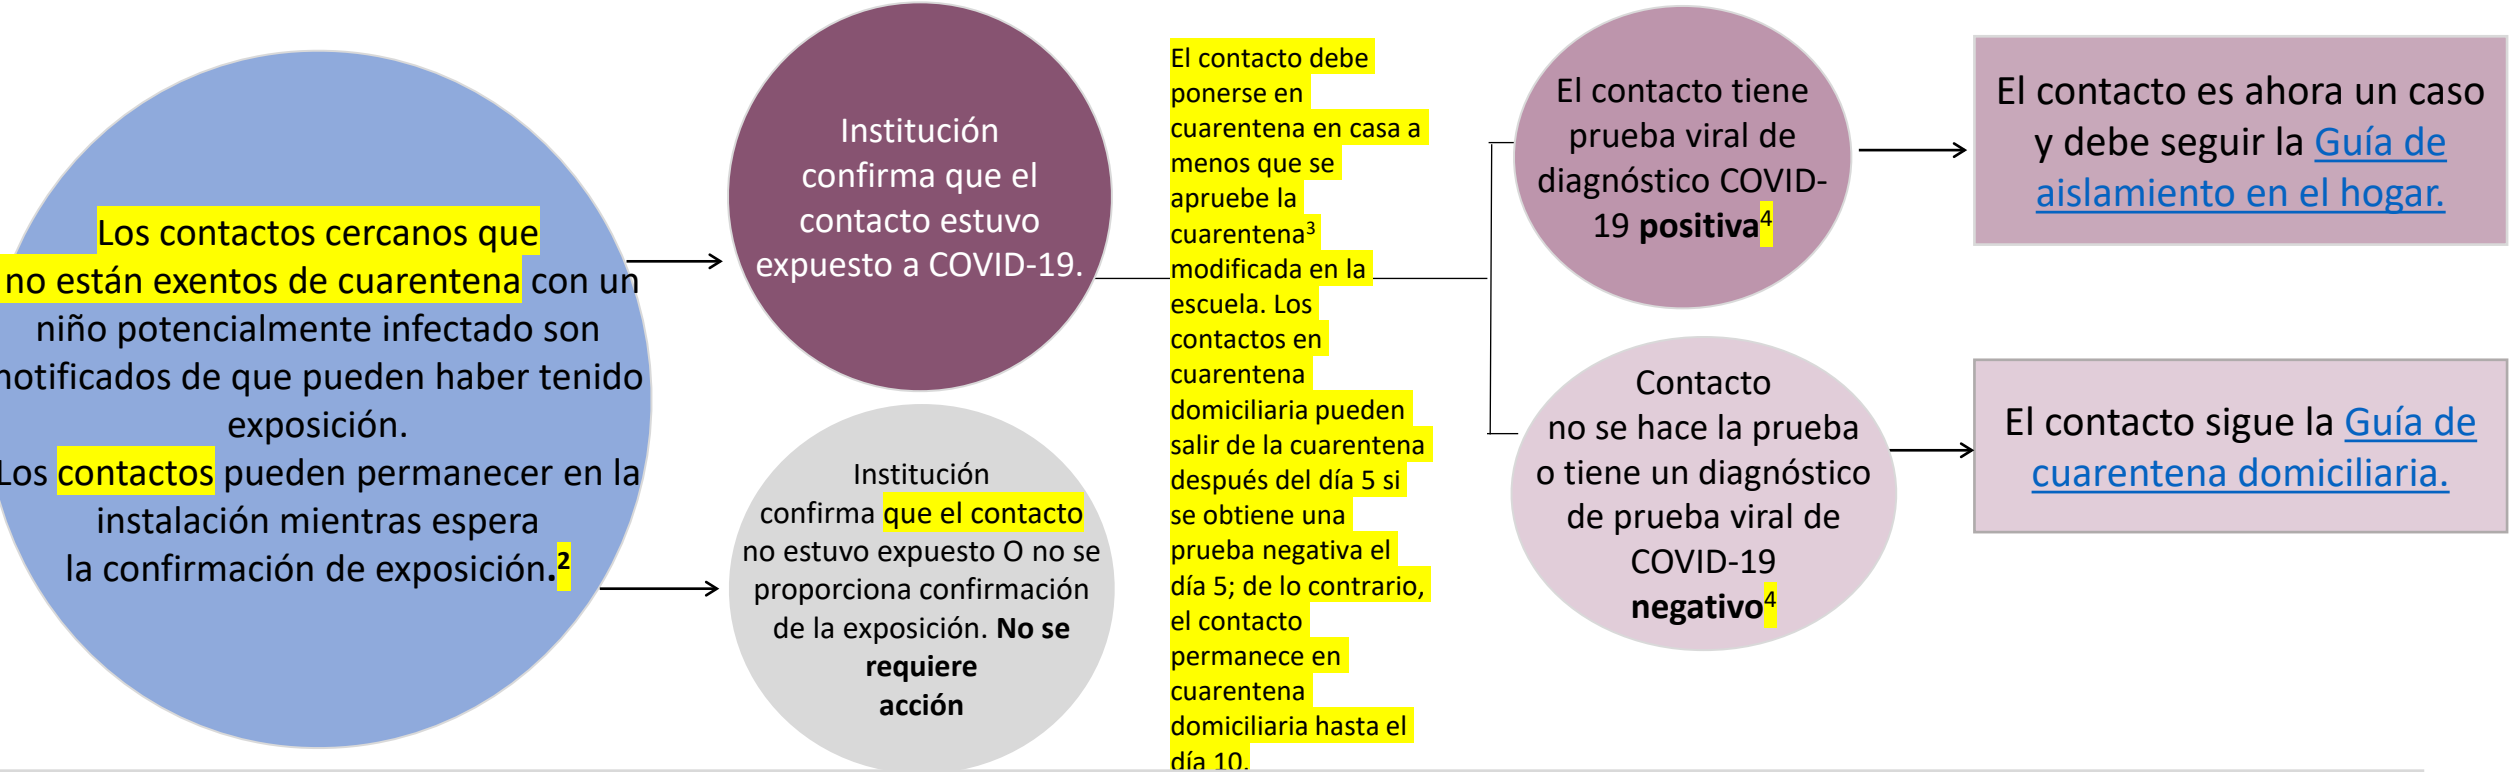 Los contactos cercanos que
no están exentos de cuarentena con un
niño potencialmente infectado son
notificados de que pueden haber tenido
exposición.
Los contactos pueden permanecer en la
instalación mientras espera
la confirmación de exposición.²
Institución
confirma que el
contacto estuvo
expuesto a COVID-19.
Institución
confirma que el contacto
no estuvo expuesto O no se
proporciona confirmación
de la exposición. No se
requiere
acción
El contacto debe
ponerse en
cuarentena en casa a
menos que se
apruebe la
cuarentena³
modificada en la
escuela. Los
contactos en
cuarentena
domiciliaria pueden
salir de la cuarentena
después del día 5 si
se obtiene una
prueba negativa el
día 5; de lo contrario,
el contacto
permanece en
cuarentena
domiciliaria hasta el
día 10.
El contacto tiene
prueba viral de
diagnóstico COVID-
19 positiva⁴
Contacto
no se hace la prueba
o tiene un diagnóstico
de prueba viral de
COVID-19
negativo⁴
El contacto es ahora un caso
y debe seguir la Guía de
aislamiento en el hogar.
El contacto sigue la Guía de
cuarentena domiciliaria.